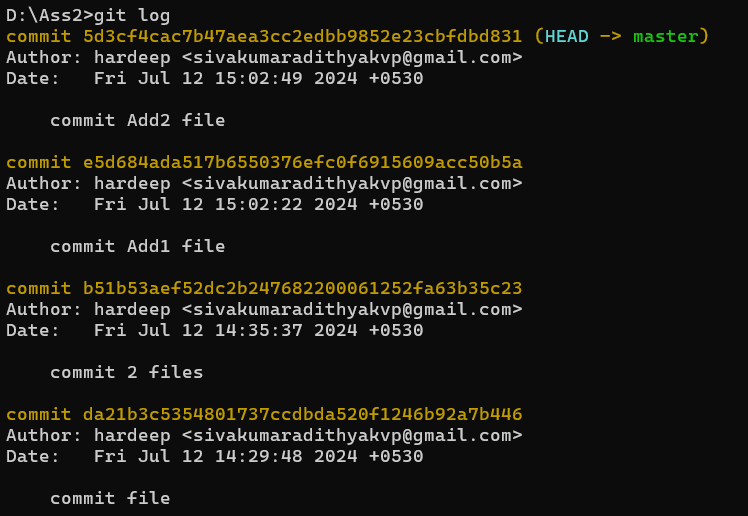 D:\Ass2>git log
commit 5d3cf4cac7b47aea3cc2edbb9852e23cbfdbd831 (HEAD -> master)
Author: hardeep <sivakumaradithyakvp@gmail.com>
Date:   Fri Jul 12 15:02:49 2024 +0530
    commit Add2 file
commit e5d684ada517b6550376efc0f6915609acc50b5a
Author: hardeep <sivakumaradithyakvp@gmail.com>
Date:   Fri Jul 12 15:02:22 2024 +0530
    commit Add1 file
commit b51b53aef52dc2b247682200061252fa63b35c23
Author: hardeep <sivakumaradithyakvp@gmail.com>
Date:   Fri Jul 12 14:35:37 2024 +0530
    commit 2 files
commit da21b3c5354801737ccdbda520f1246b92a7b446
Author: hardeep <sivakumaradithyakvp@gmail.com>
Date:   Fri Jul 12 14:29:48 2024 +0530
    commit file